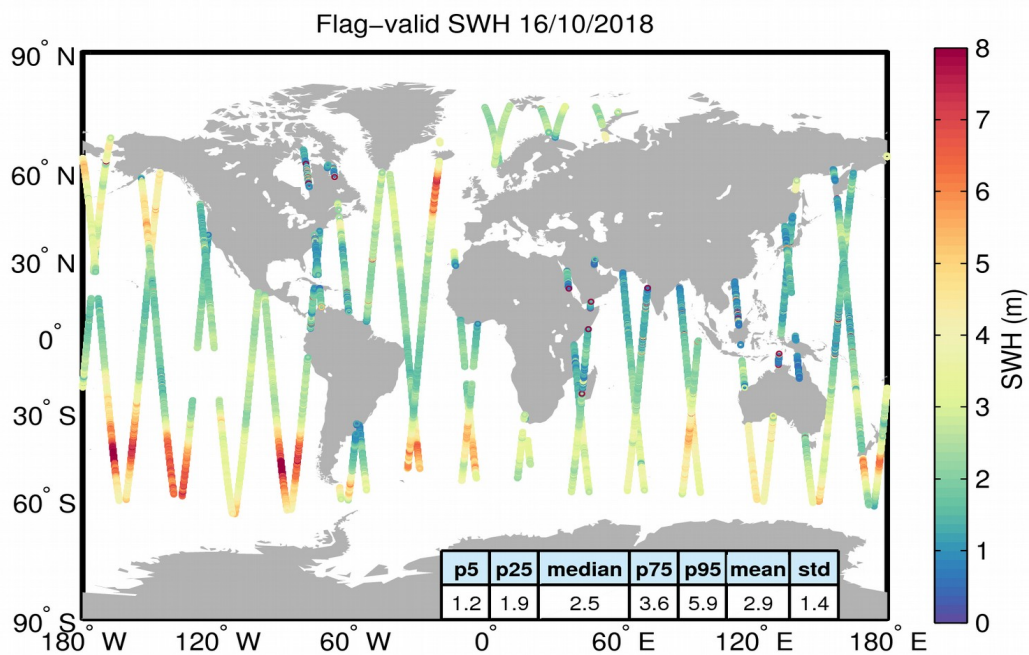 Flag−valid SWH 16/10/2018
90° N
60° N
30° N
0°
30° S
60° S
90° S
180° W
120° W
60° W
0°
60° E
120° E
180° E
8
7
6
5
4
3
2
1
0
SWH (m)
p5 p25 median p75 p95 mean std
1.2 1.9 2.5 3.6 5.9 2.9 1.4